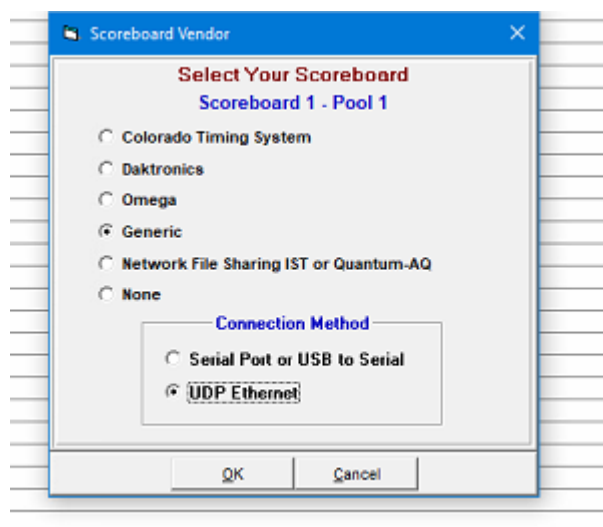 Scoreboard Vendor
Select Your Scoreboard
Scoreboard 1 - Pool 1
Colorado Timing System
Daktronics
Omega
Generic
Network File Sharing IST or Quantum-AQ
None
Connection Method
Serial Port or USB to Serial
UDP Ethernet
OK Cancel